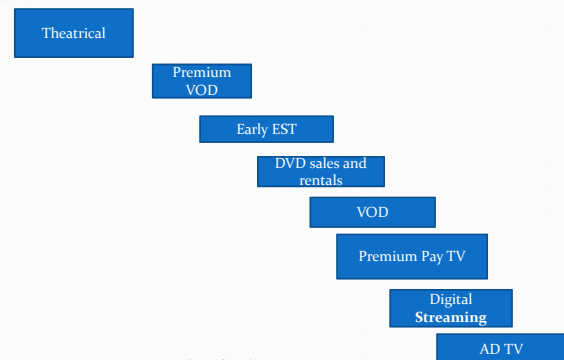 Theatrical
Premium
VOD
Early EST
DVD sales and
rentals
VOD
Premium Pay TV
Digital
Streaming
AD TV